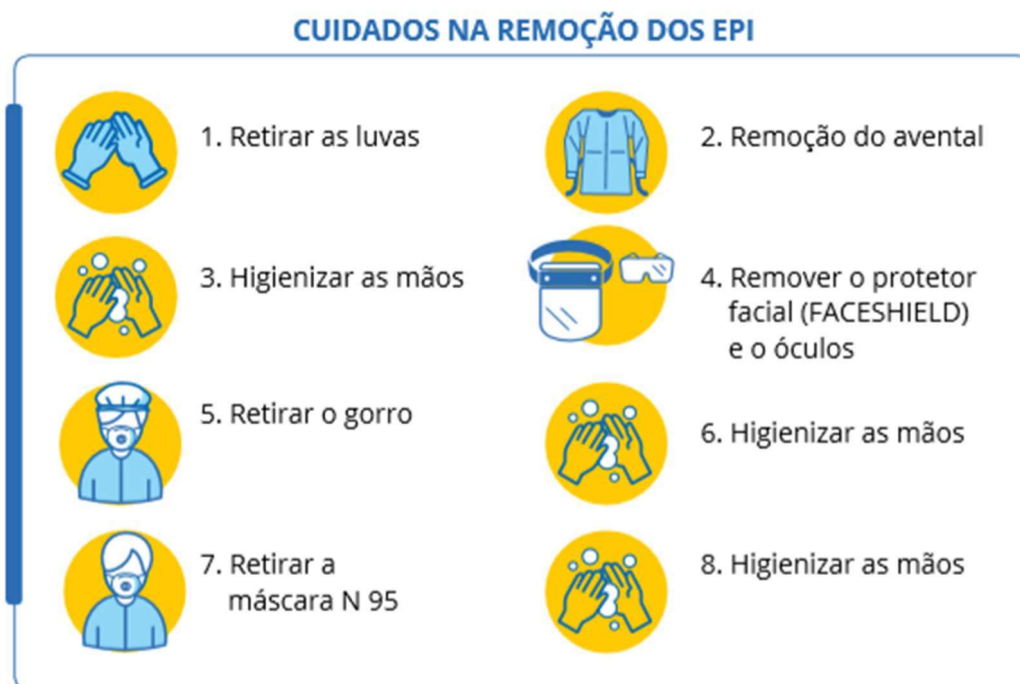 CUIDADOS NA REMOÇÃO DOS EPI
1. Retirar as luvas
2. Remoção do avental
3. Higienizar as mãos
4. Remover o protetor
facial (FACESHIELD)
e o óculos
5. Retirar o gorro
6. Higienizar as mãos
7. Retirar a
máscara N 95
8. Higienizar as mãos